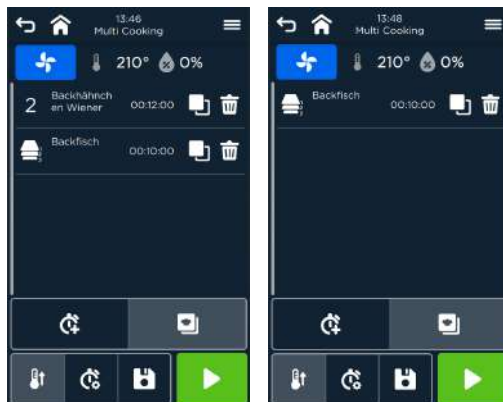 13:46
Multi Cooking
210° 0%
2 Backhähnch
en Wiener 00:12:00
Backfisch
00:10:00
13:48
Multi Cooking
210° 0%
Backfisch
00:10:00